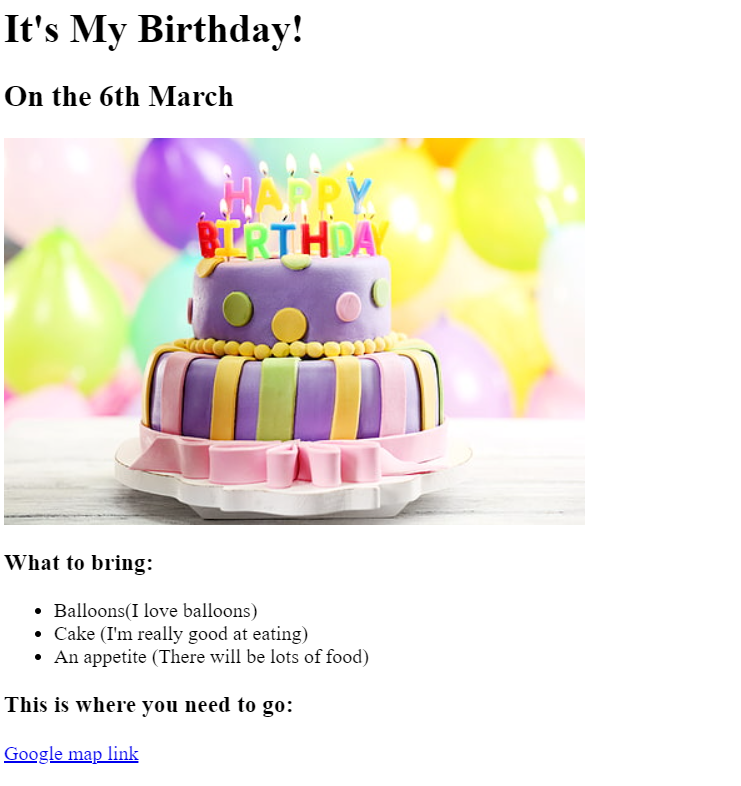 It's My Birthday!
On the 6th March
HAPPY
BIRTHDAY
What to bring:
Balloons(I love balloons)
Cake (I'm really good at eating)
An appetite (There will be lots of food)
This is where you need to go:
Google map link